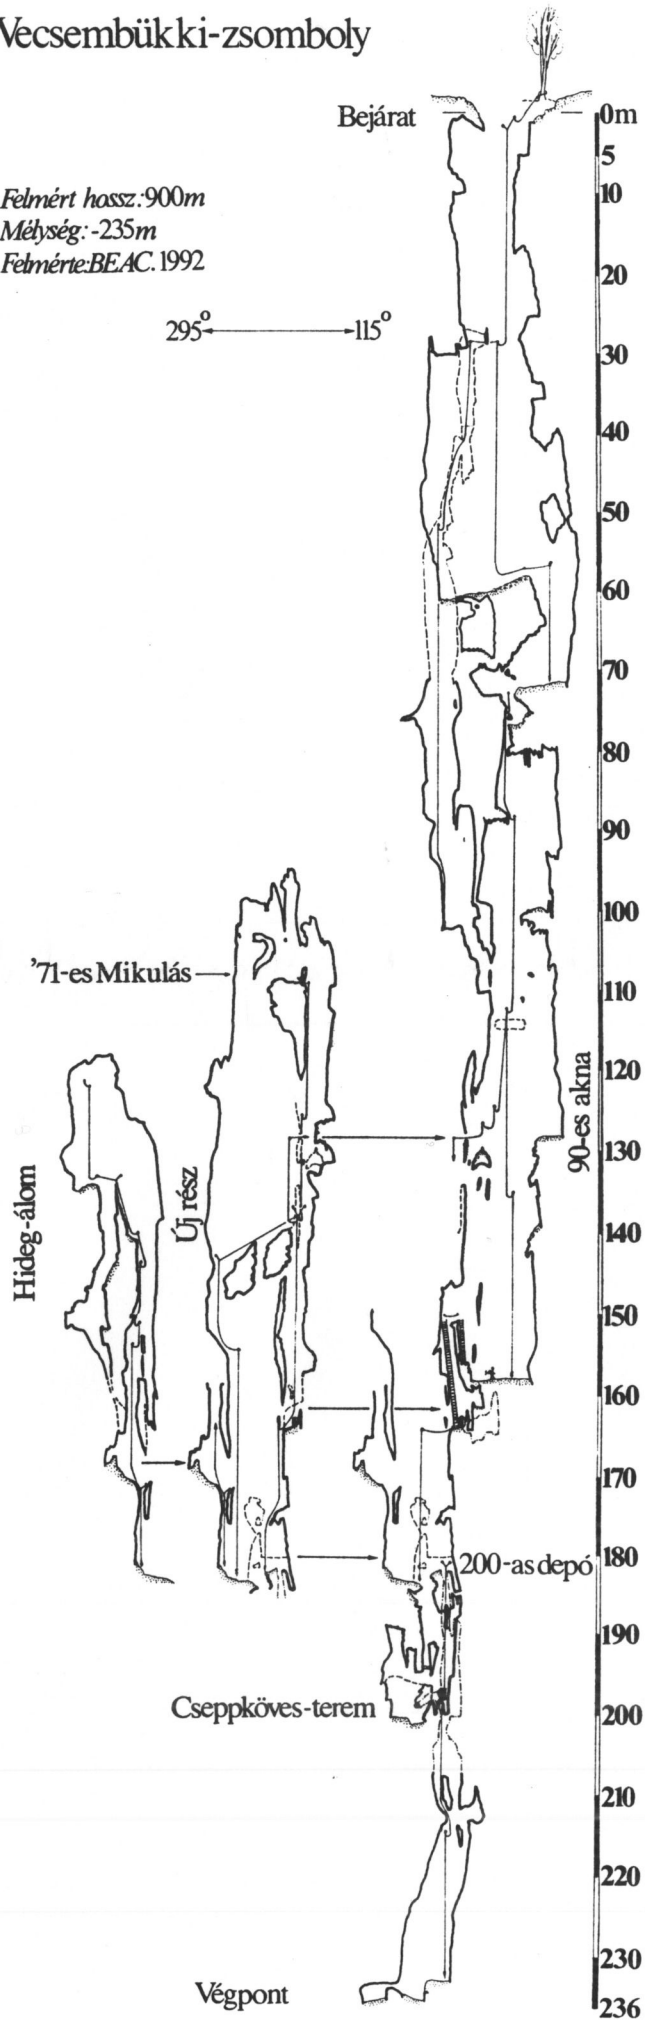 Vecsembükki-zsomboly
Bejárat
Felmért hossz.:900m
Mélység: -235m
Felmérte:BEAC. 1992
295° 115°
0m
5
10
20
30
40
50
60
70
80
90
100
110
120
130
140
150
160
170
180
190
200
210
220
230
236
'71-es Mikulás
90-es akna
Új rész
Hideg-álom
200-as depó
Cseppköves-terem
Végpont